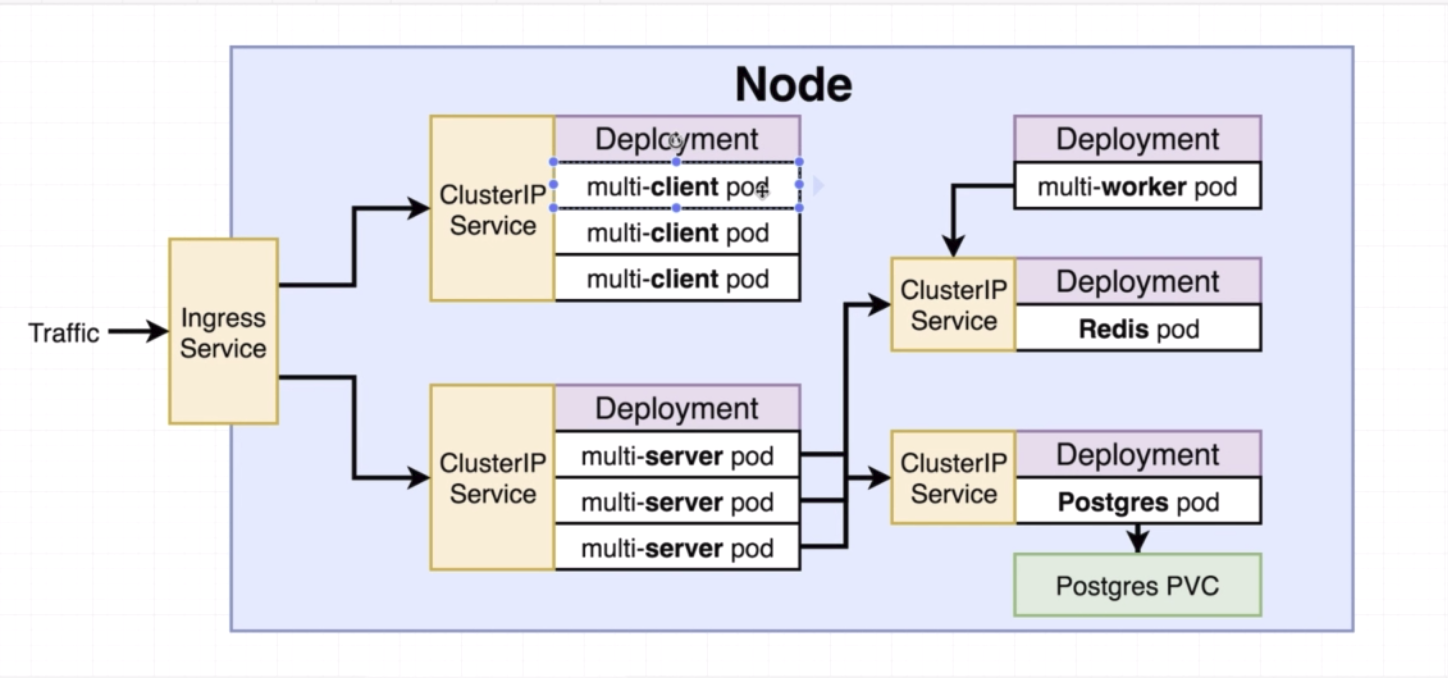 Node
Traffic
Ingress
Service
ClusterIP
Service
Deployment
multi-client pod
multi-client pod
multi-client pod
ClusterIP
Service
Deployment
multi-server pod
multi-server pod
multi-server pod
Deployment
multi-worker pod
ClusterIP
Service
Deployment
Redis pod
ClusterIP
Service
Deployment
Postgres pod
Postgres PVC